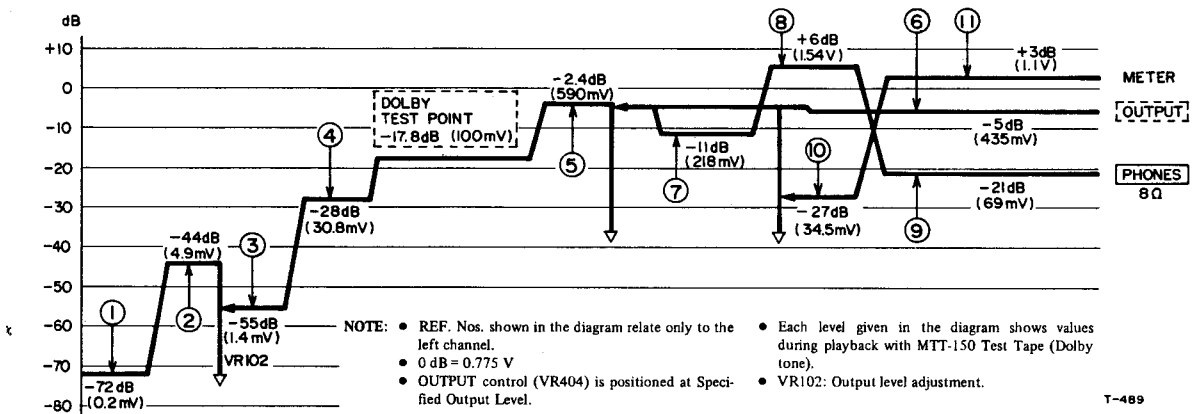 dB
+10
0
-10
-20
-30
-40
-50
-60
-70
-80
①
-72dB
(0.2mV)
-44dB
(4.9mV)
②
③
-55dB
(1.4mV)
VR102
④
-28dB
(30.8mV)
DOLBY
TEST POINT
-17.8dB (100mV)
-2.4dB
(590mV)
⑤
⑦
-11dB
(218mV)
⑧
+6dB
(1.54V)
⑩
-27dB
(34.5mV)
⑥
⑪
+3dB
(1.1V)
METER
OUTPUT
-5dB
(435mV)
PHONES
8Ω
-21dB
(69mV)
⑨
NOTE: ● REF. Nos. shown in the diagram relate only to the
left channel.
● 0 dB = 0.775 V
● OUTPUT control (VR404) is positioned at Speci-
fied Output Level.
● Each level given in the diagram shows values
during playback with MTT-150 Test Tape (Dolby
tone).
● VR102: Output level adjustment.
T-489